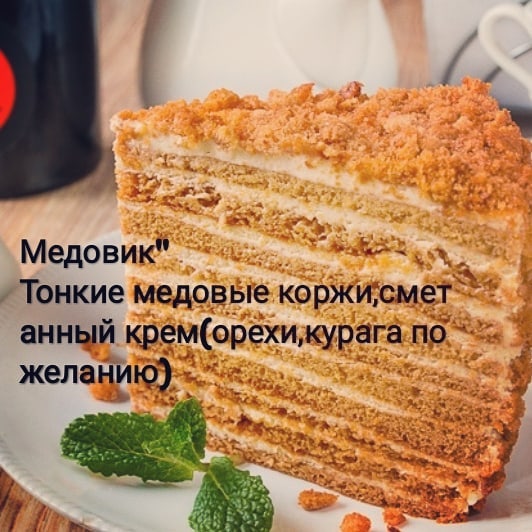 Медовик"
Тонкие медовые коржи,смет
анный крем(орехи,курага по
желанию)